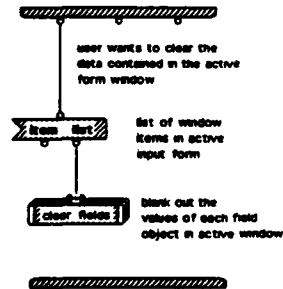 user wants to clear the
data contained in the active
form window
item list
list of window
items in active
input form
clear fields
blank out the
values of each field
object in active window